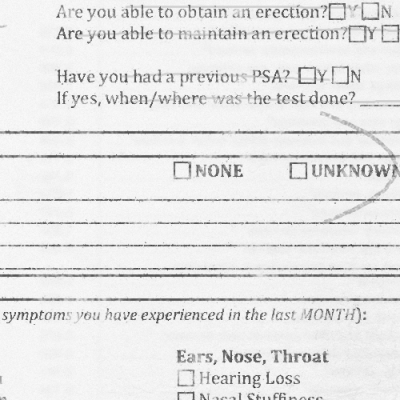 Are you able to obtain an erection? ☐Y ☐N
Are you able to maintain an erection? ☐Y ☐
Have you had a previous PSA? ☐Y ☐N
If yes, when/where was the test done?
☐ NONE ☐ UNKNOWN
symptoms you have experienced in the last MONTH):
Ears, Nose, Throat
☐ Hearing Loss
☐ Nasal Stuffiness